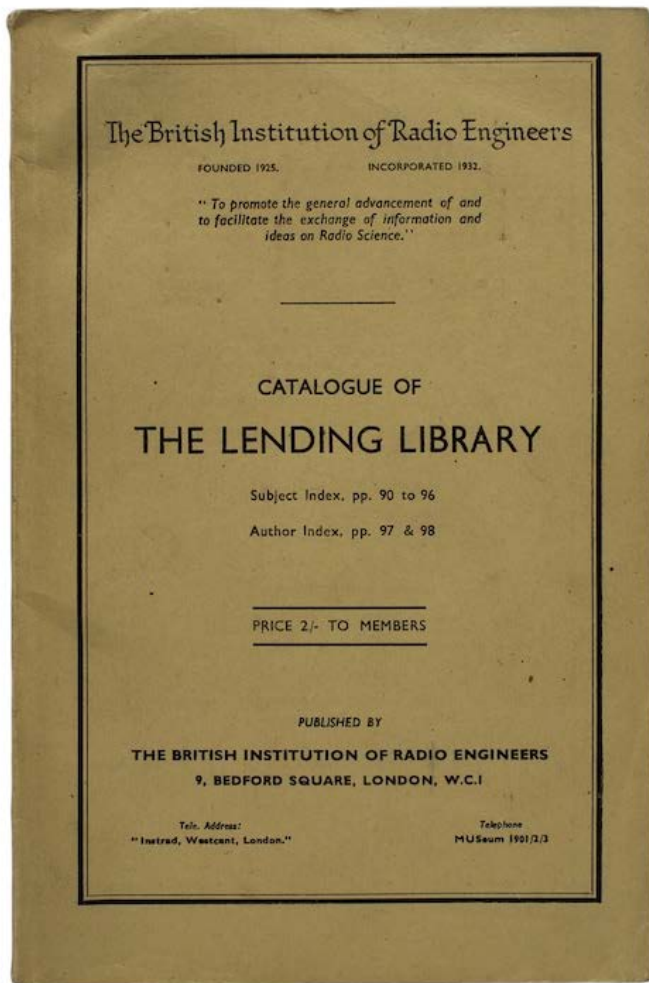 The British Institution of Radio Engineers
FOUNDED 1925. INCORPORATED 1932.
" To promote the general advancement of and
to facilitate the exchange of information and
ideas on Radio Science."
CATALOGUE OF
THE LENDING LIBRARY
Subject Index, pp. 90 to 96
Author Index, pp. 97 & 98
PRICE 2/- TO MEMBERS
PUBLISHED BY
THE BRITISH INSTITUTION OF RADIO ENGINEERS
9, BEDFORD SQUARE, LONDON, W.C.1
Tele. Address: Telephone
"Instrad, Westcent, London." MUSeum 1901/2/3